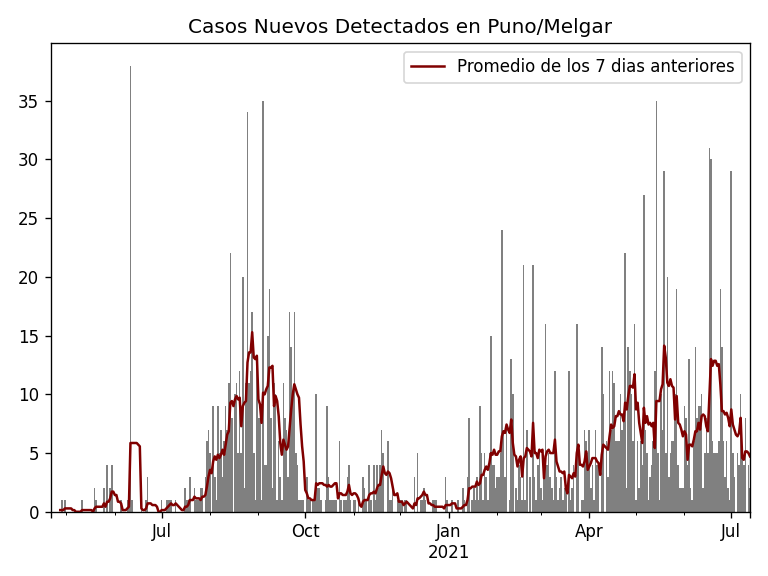 Casos Nuevos Detectados en Puno/Melgar
Promedio de los 7 dias anteriores
35
30
25
20
15
10
5
0
Jul
Oct
Jan
2021
Apr
Jul